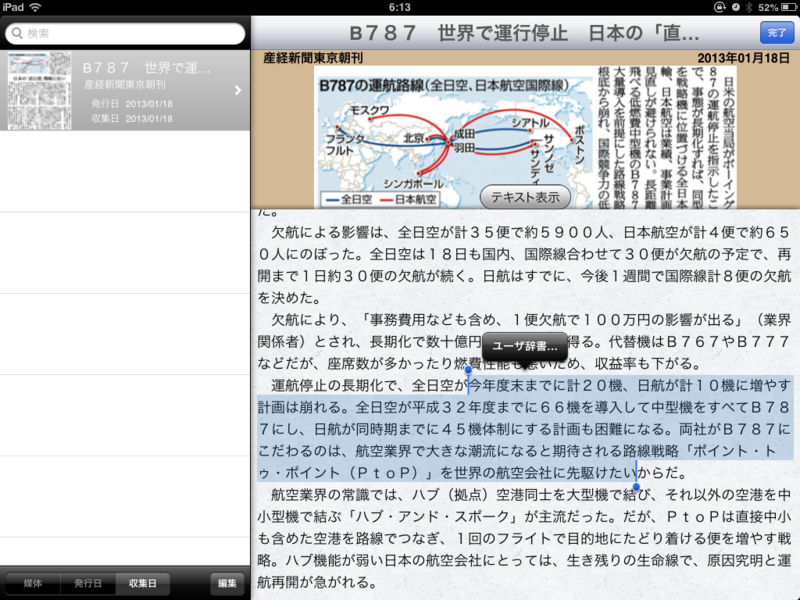 iPad
6:13
52%
検索
B787 世界で運行停止 日本の「直...
完了
B787 世界で運...
産経新聞東京朝刊
発行日 2013/01/18
収集日 2013/01/18
産経新聞東京朝刊
2013年01月18日
B787の運航路線(全日空、日本航空国際線)
モスクワ
フランクフルト
北京
成田
羽田
シンガポール
シアトル
サンノゼ
サンディ
ボストン
全日空
日本航空
日米の航空当局がボーイング
87の運航停止を指示したこ
で、事態が長期化すれば、同型
を戦略機に位置づける全日本
輸、日本航空は業績、事業計画
見直しが避けられない。長距離
飛べる低燃費中型機のB787
大量導入を前提にした路線戦略
根底から崩れ、国際競争力の低
テキスト表示
た。
欠航による影響は、全日空が計35便で約5900人、日本航空が計4便で約65
0人にのぼった。全日空は18日も国内、国際線合わせて30便が欠航の予定で、再
開まで1日約30便の欠航が続く。日航はすでに、今後1週間で国際線計8便の欠航
を決めた。
欠航により、「事務費用なども含め、1便欠航で100万円の影響が出る」(業界
関係者)とされ、長期化で数十億円
得る。代替機はB767やB777
ユーザ辞書...
などだが、座席数が多かったり燃費性能も悪いため、収益率も下がる。
運航停止の長期化で、全日空が今年度末までに計20機、日航が計10機に増やす
計画は崩れる。全日空が平成32年度までに66機を導入して中型機をすべてB78
7にし、日航が同時期までに45機体制にする計画も困難になる。両社がB787に
こだわるのは、航空業界で大きな潮流になると期待される路線戦略「ポイント・ト
ゥ・ポイント(PtoP)」を世界の航空会社に先駆けたいからだ。
航空業界の常識では、ハブ(拠点)空港同士を大型機で結び、それ以外の空港を中
小型機で結ぶ「ハブ・アンド・スポーク」が主流だった。だが、PtoPは直接中小
も含めた空港を路線でつなぎ、1回のフライトで目的地にたどり着ける便を増やす戦
略。ハブ機能が弱い日本の航空会社にとっては、生き残りの生命線で、原因究明と運
航再開が急がれる。
媒体
発行日
収集日
編集